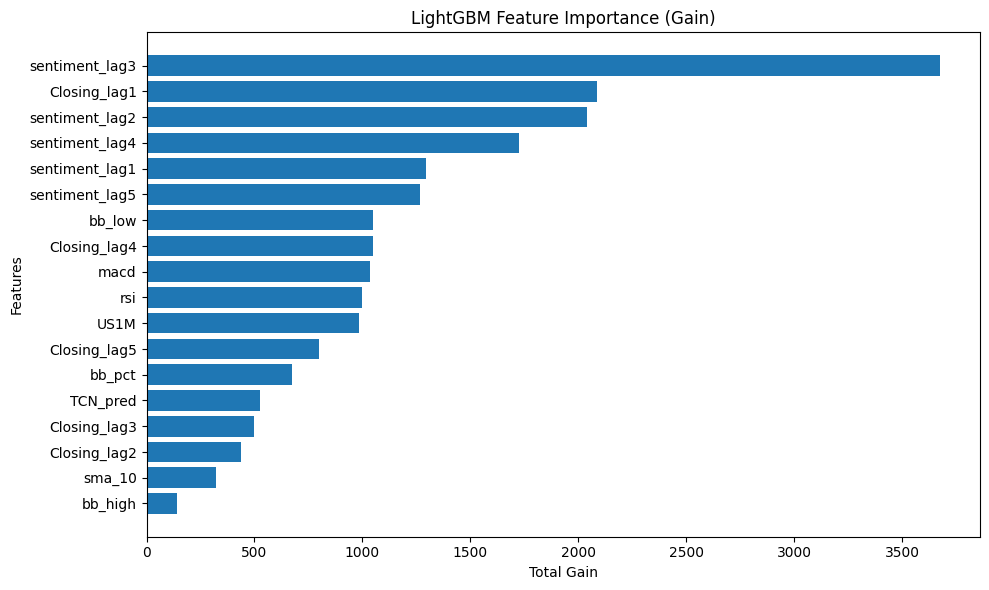 LightGBM Feature Importance (Gain)
Features
sentiment_lag3
Closing_lag1
sentiment_lag2
sentiment_lag4
sentiment_lag1
sentiment_lag5
bb_low
Closing_lag4
macd
rsi
US1M
Closing_lag5
bb_pct
TCN_pred
Closing_lag3
Closing_lag2
sma_10
bb_high
0 500 1000 1500 2000 2500 3000 3500
Total Gain